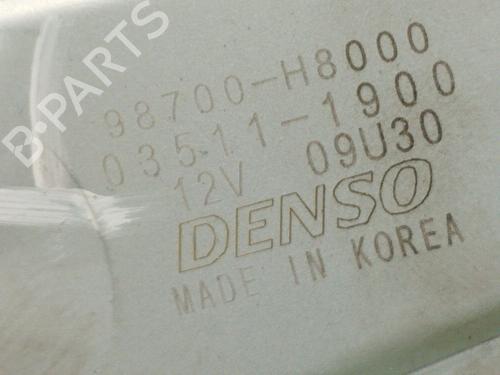 B-PARTS
98700-H8000
03511-1900
12V 09U30
DENSO
MADE IN KOREA